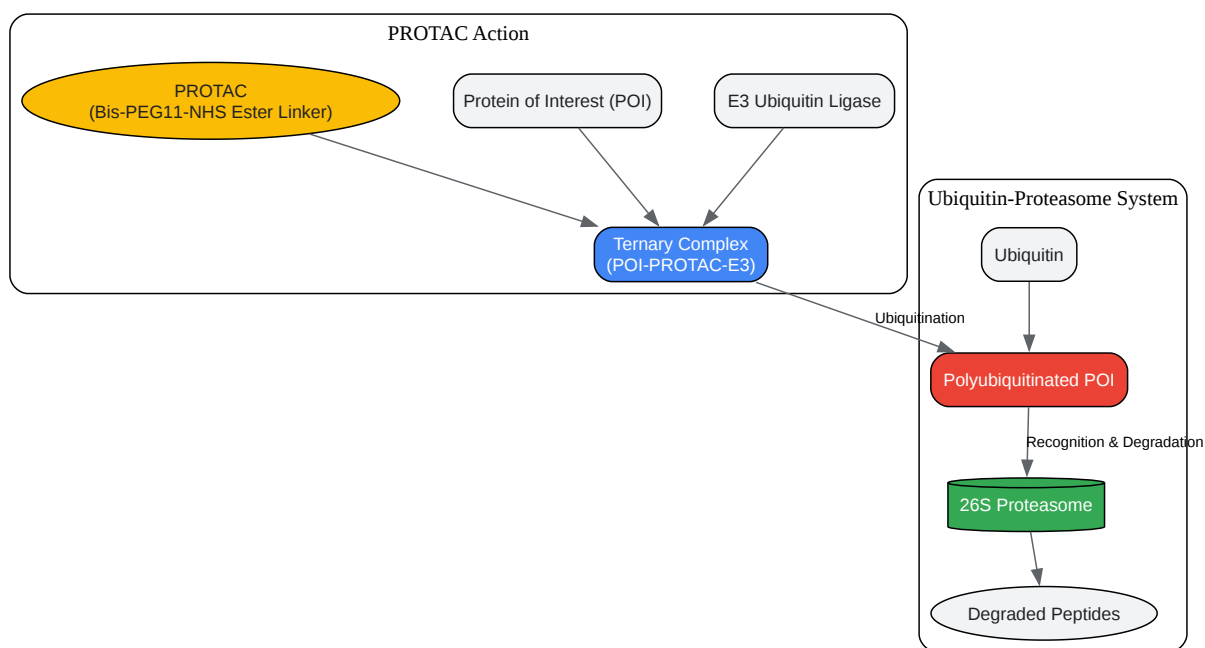 PROTAC Action
PROTAC
(Bis-PEG11-NHS Ester Linker)
Protein of Interest (POI)
E3 Ubiquitin Ligase
Ternary Complex
(POI-PROTAC-E3)
Ubiquitin-Proteasome System
Ubiquitin
Ubiquitination
Polyubiquitinated POI
Recognition & Degradation
26S Proteasome
Degraded Peptides